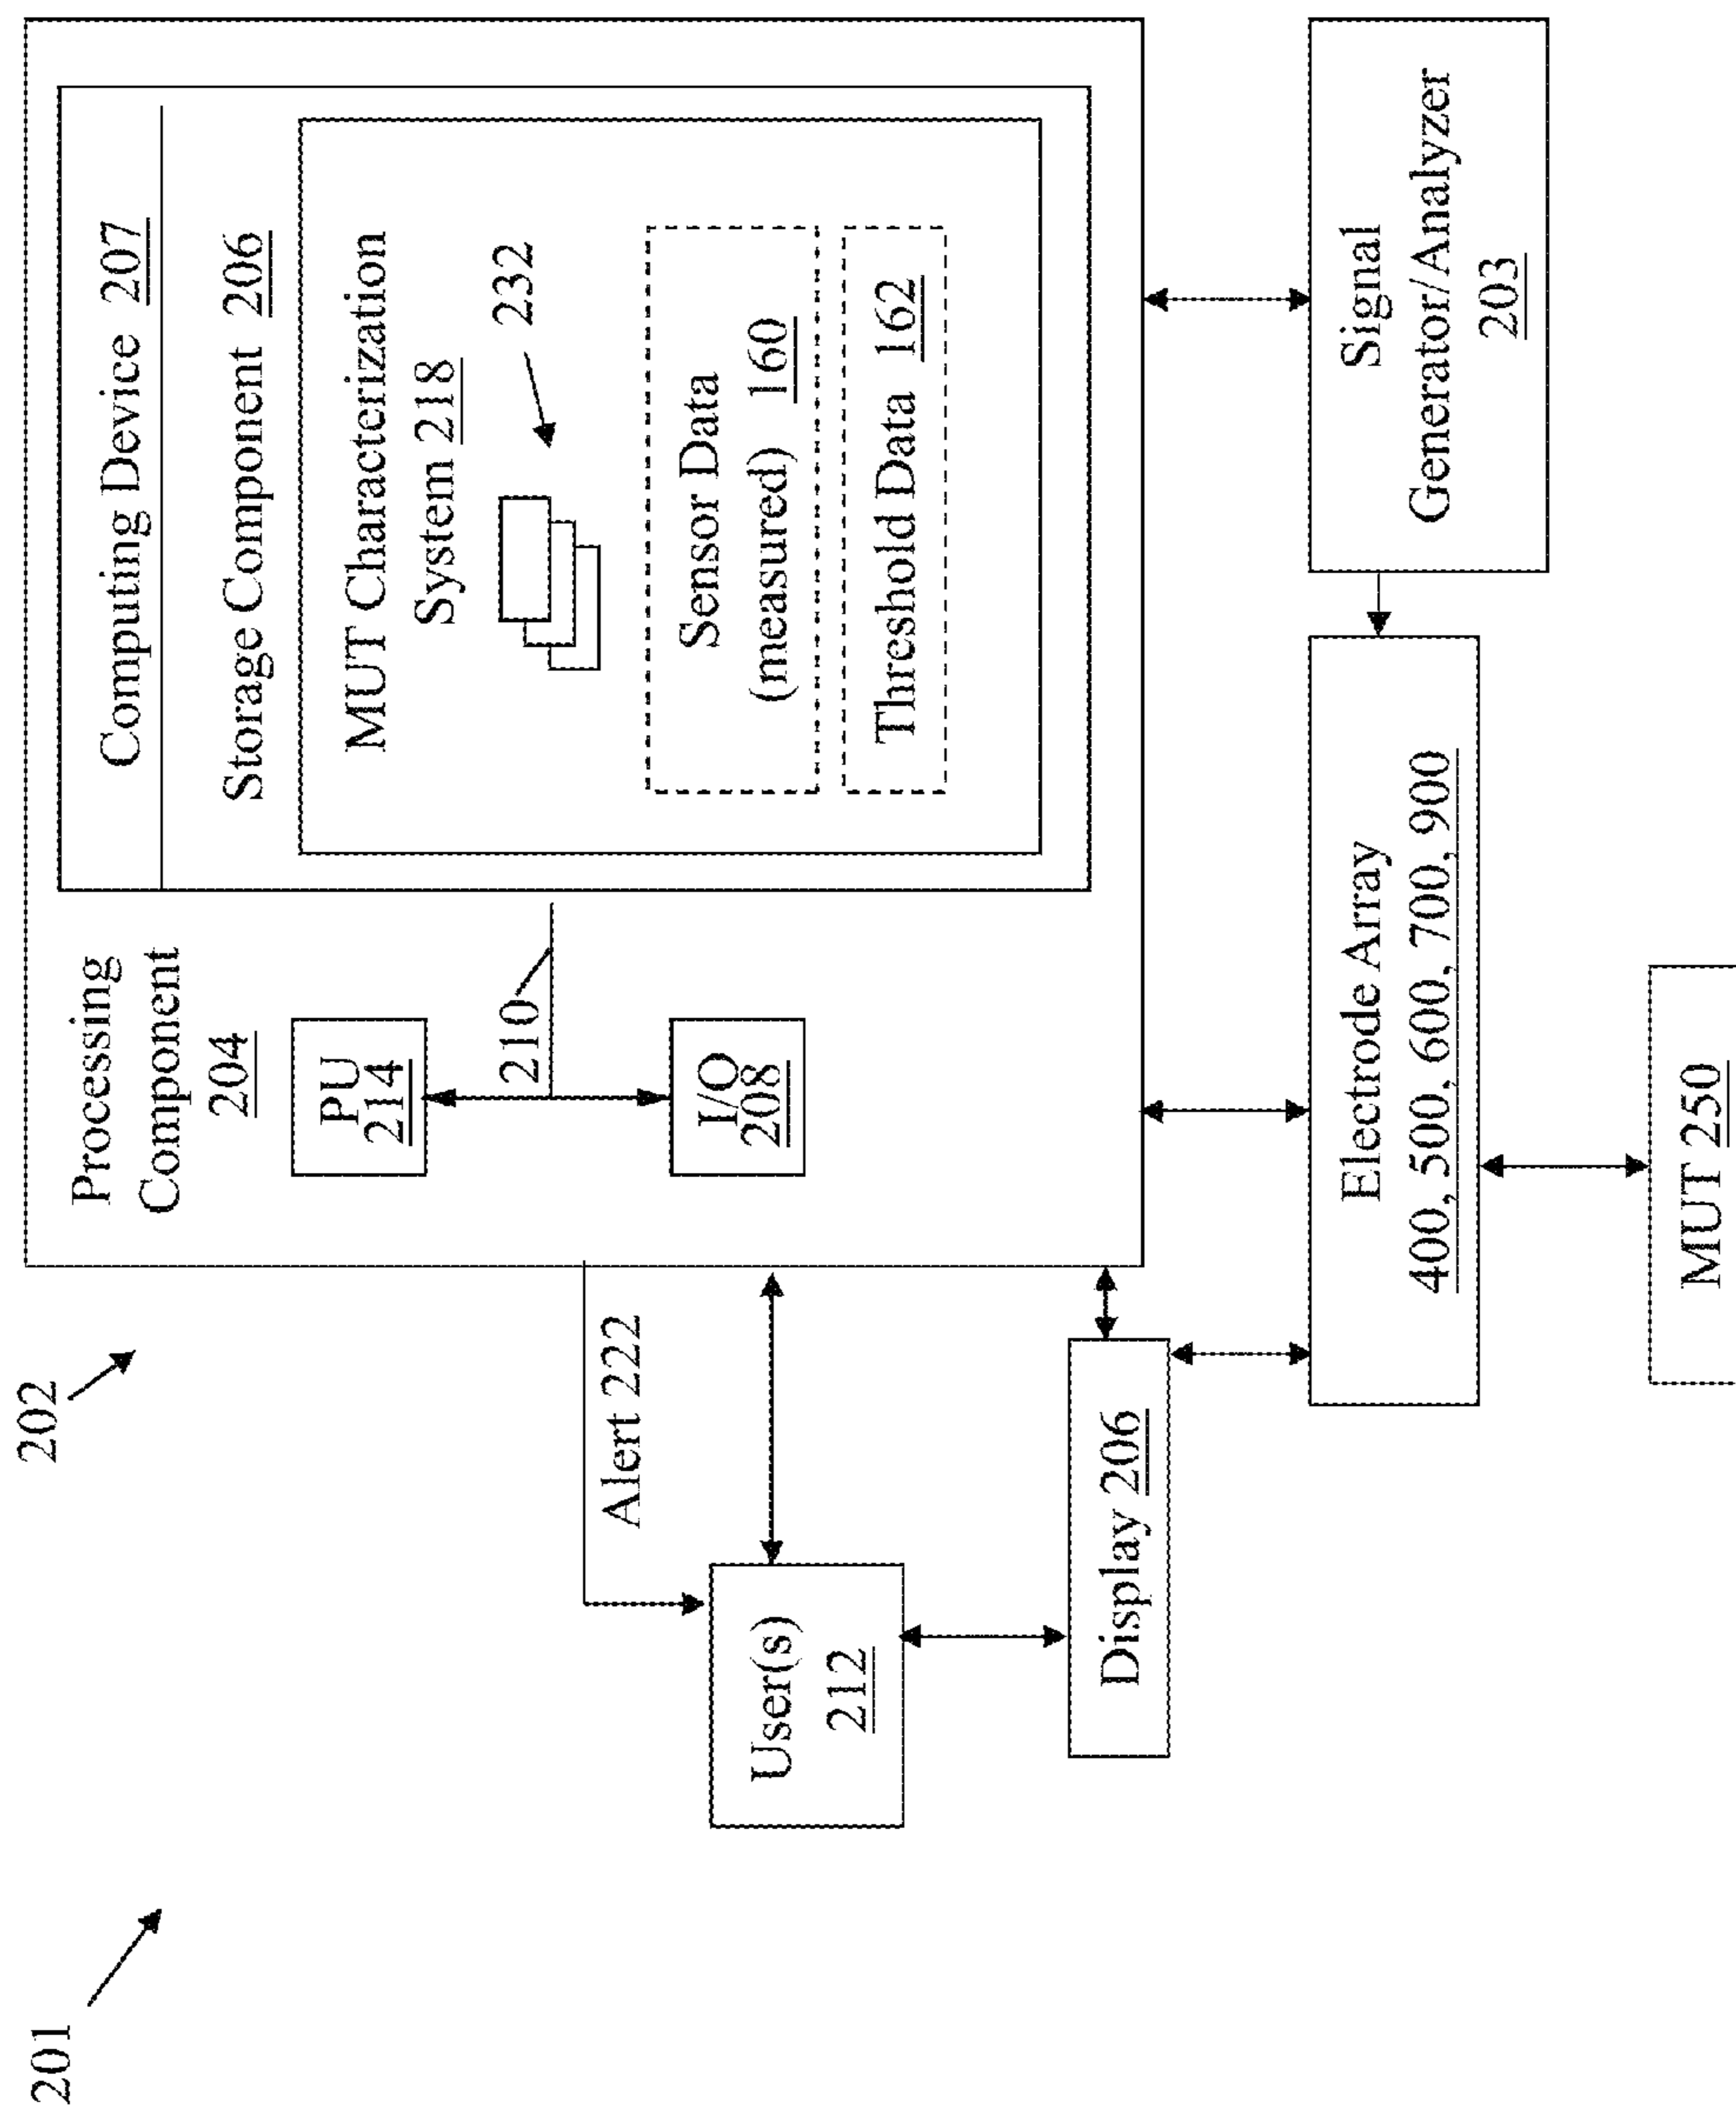 201
202
Processing
Component
204
Computing Device 207
Storage Component 206
MUT Characterization
System 218
232
Sensor Data
(measured) 160
Threshold Data 162
PU
214
210
I/O
208
Alert 222
User(s)
212
Display 206
Electrode Array
400, 500, 600, 700, 900
Signal
Generator/Analyzer
203
MUT 250